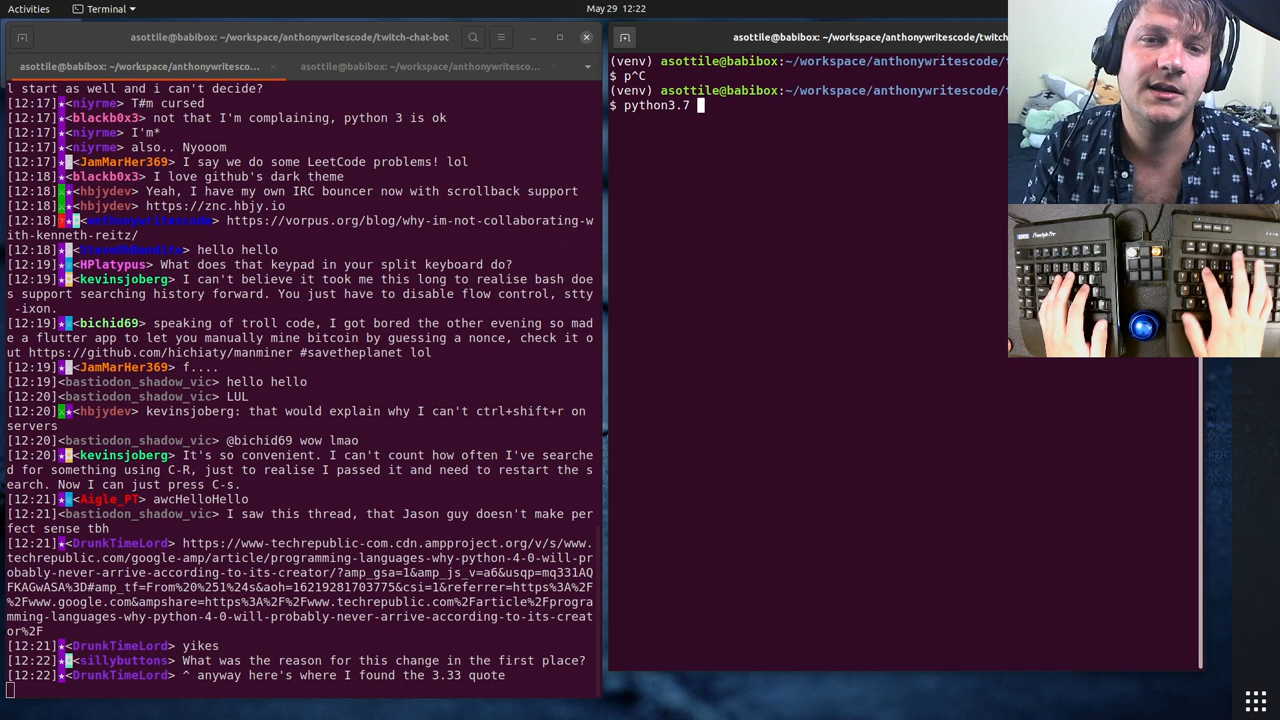 Activities
Terminal
May 29 12:22
asottile@babibox: ~/workspace/anthonywritescode/twitch-chat-bot
asottile@babibox: ~/workspace/anthonywritesco...
asottile@babibox: ~/workspace/anthonywritesco...
l start as well and i can't decide?
[12:17]★<niyrme> T#m cursed
[12:17]★<blackb0x3> not that I'm complaining, python 3 is ok
[12:17]★<niyrme> I'm*
[12:17]★<niyrme> also.. Nyooom
[12:17]★<JamMarHer369> I say we do some LeetCode problems! lol
[12:17]★<blackb0x3> I love github's dark theme
[12:18]★<hbjydev> Yeah, I have my own IRC bouncer now with scrollback support
[12:18]★<hbjydev> https://znc.hbjy.io
[12:18]★<anthonywritescode> https://vorpus.org/blog/why-im-not-collaborating-w
ith-kenneth-reitz/
[12:18]★ hello hello
[12:19]★<HPlatypus> What does that keypad in your split keyboard do?
[12:19]★<kevinsjoberg> I can't believe it took me this long to realise bash doe
s support searching history forward. You just have to disable flow control, stty
-ixon.
[12:19]★<bichid69> speaking of troll code, I got bored the other evening so mad
e a flutter app to let you manually mine bitcoin by guessing a nonce, check it o
ut https://github.com/hichiaty/manminer #savetheplanet lol
[12:19]★<JamMarHer369> f....
[12:19]<bastiodon_shadow_vic> hello hello
[12:20]<bastiodon_shadow_vic> LUL
[12:20]★<hbjydev> kevinsjoberg: that would explain why I can't ctrl+shift+r on
servers
[12:20]<bastiodon_shadow_vic> @bichid69 wow lmao
[12:20]★<kevinsjoberg> It's so convenient. I can't count how often I've searche
d for something using C-R, just to realise I passed it and need to restart the s
earch. Now I can just press C-s.
[12:21]★<Aigle_PT> awcHelloHello
[12:21]<bastiodon_shadow_vic> I saw this thread, that Jason guy doesn't make per
fect sense tbh
[12:21]★<DrunkTimeLord> https://www-techrepublic-com.cdn.ampproject.org/v/s/www.
techrepublic.com/google-amp/article/programming-languages-why-python-4-0-will-pr
obably-never-arrive-according-to-its-creator/?amp_gsa=1&amp_js_v=a6&usqp=mq331AQ
FKAGwASA%3D#amp_tf=From%20%251%24s&aoh=16219281703775&csi=1&referrer=https%3A%2F
%2Fwww.google.com&ampshare=https%3A%2F%2Fwww.techrepublic.com%2Farticle%2Fprogra
mming-languages-why-python-4-0-will-probably-never-arrive-according-to-its-creat
or%2F
[12:21]★<DrunkTimeLord> yikes
[12:22]★<sillybuttons> What was the reason for this change in the first place?
[12:22]★<DrunkTimeLord> ^ anyway here's where I found the 3.33 quote
asottile@babibox: ~/workspace/anthonywritescode/twitch
(venv) asottile@babibox:~/workspace/anthonywritescode/t
$ p^C
(venv) asottile@babibox:~/workspace/anthonywritescode/t
$ python3.7
Freestyle Pro